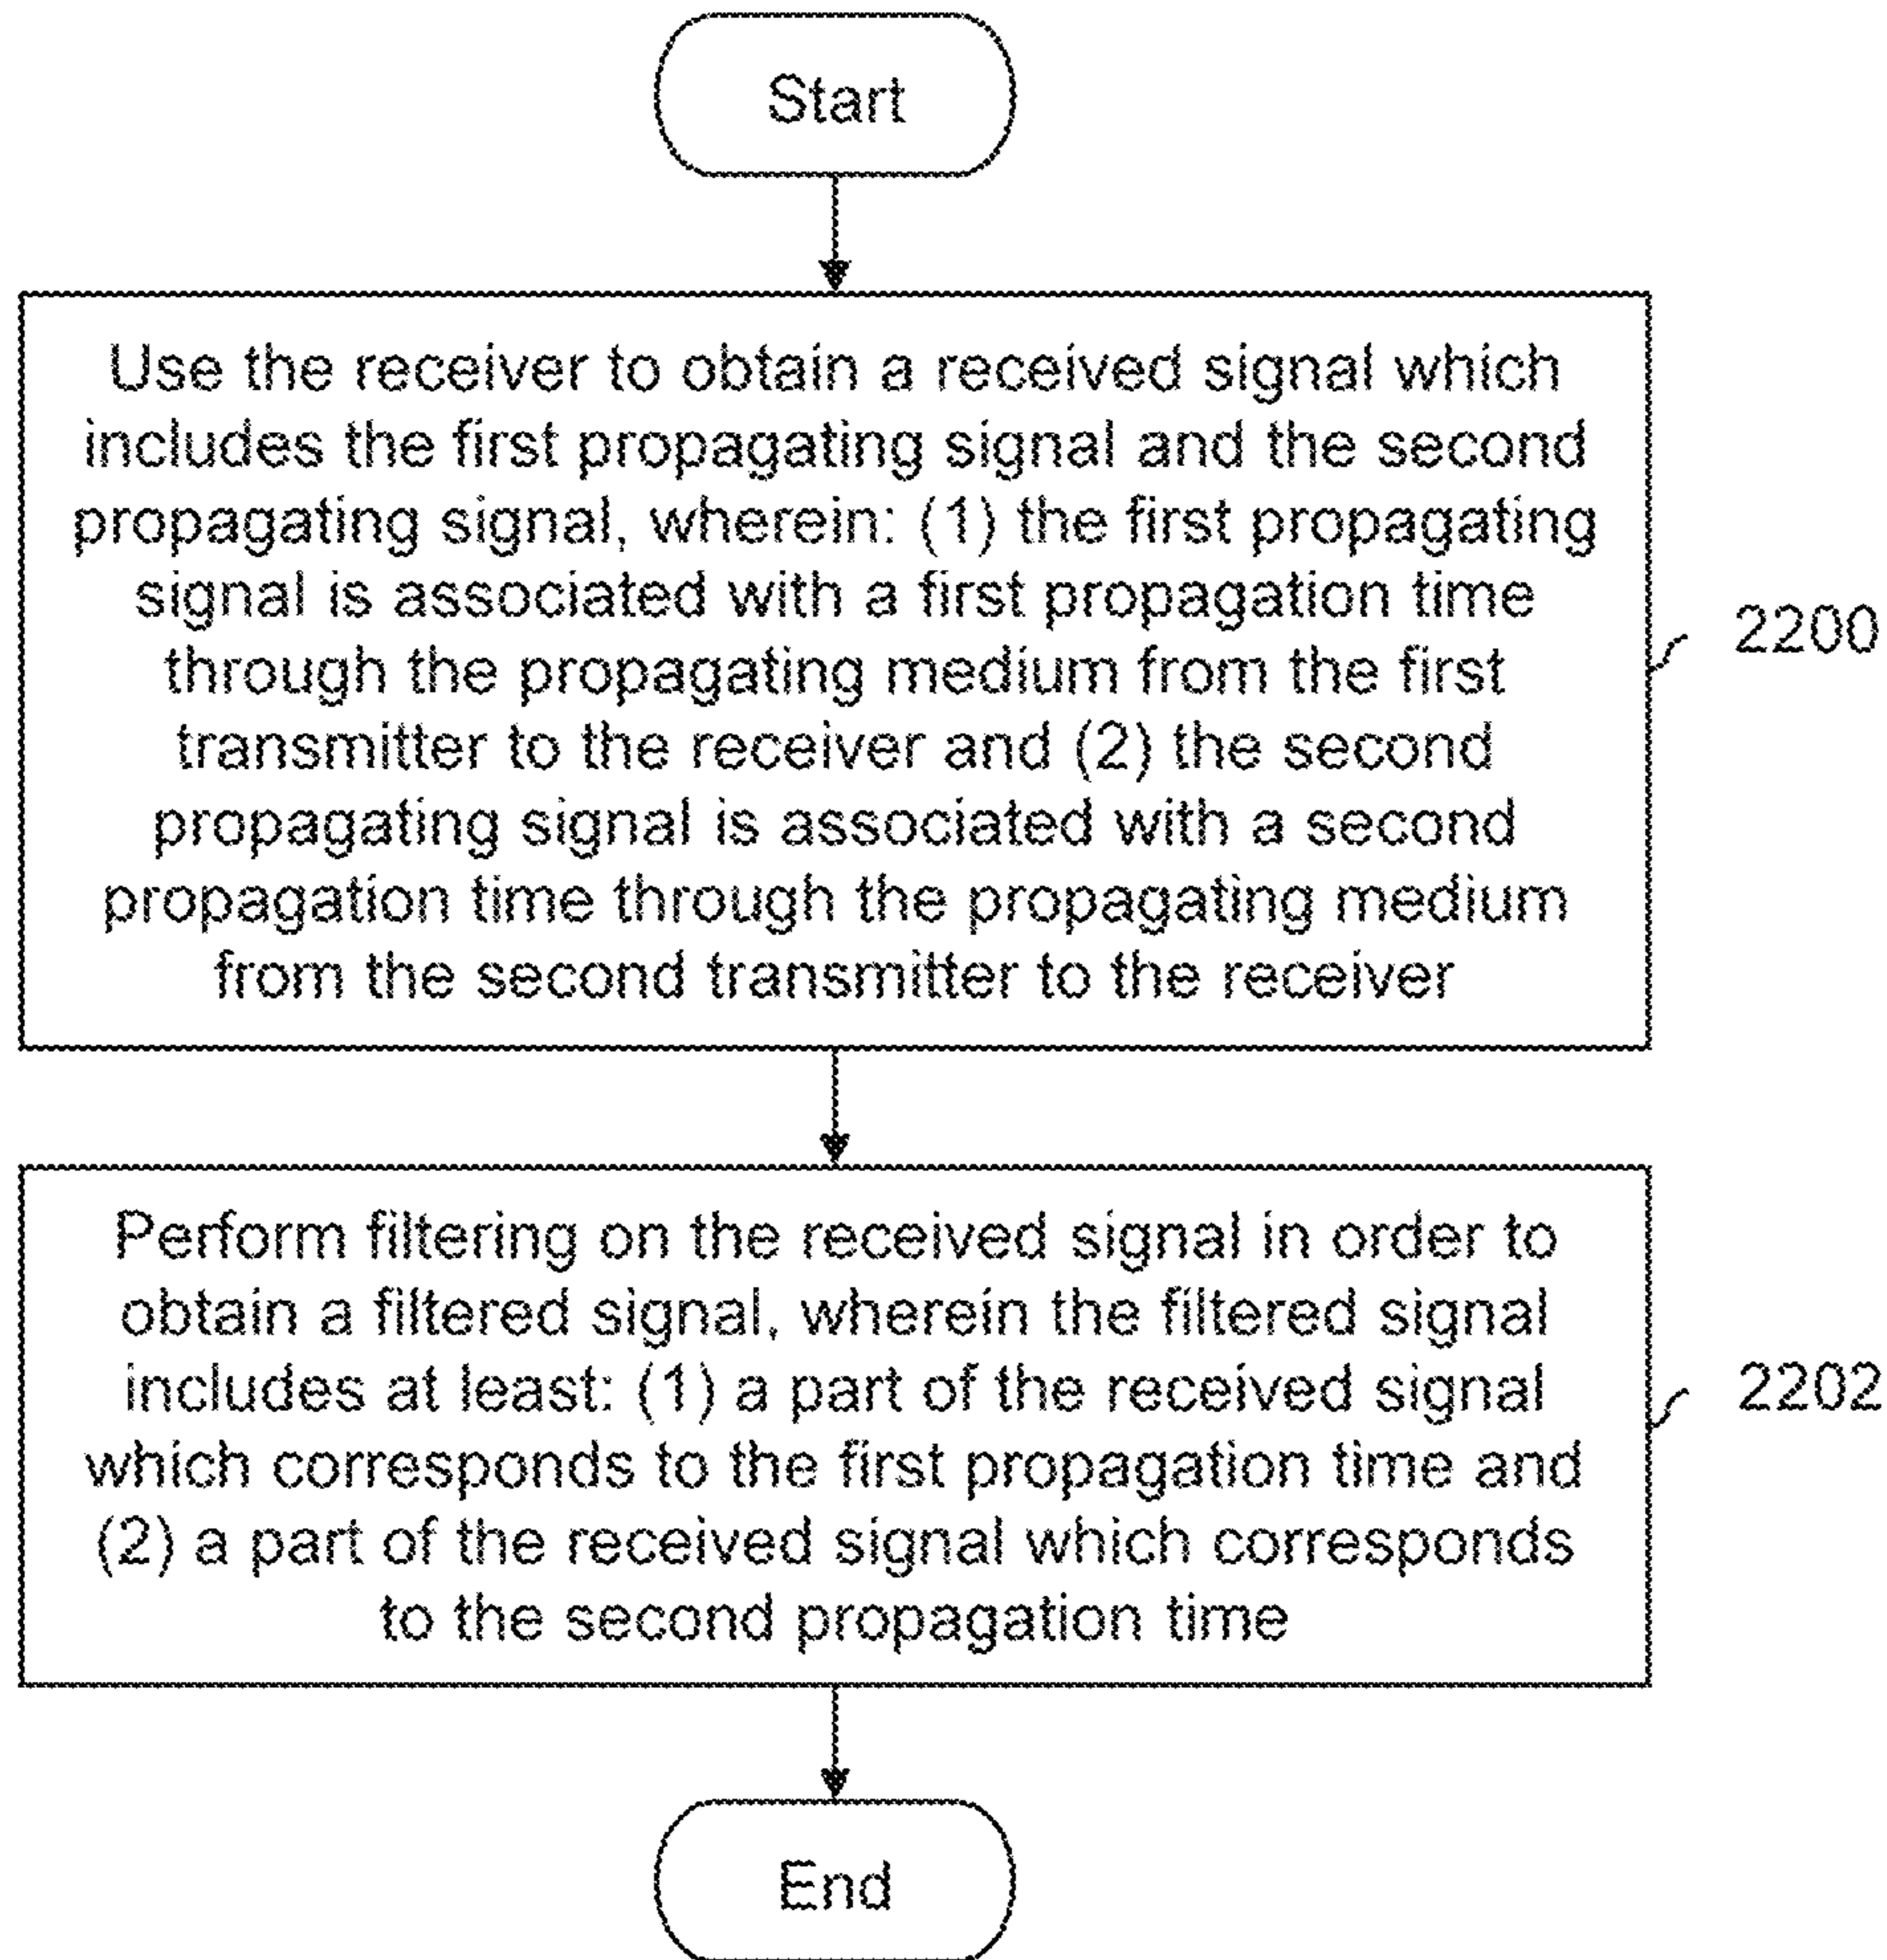 Start
Use the receiver to obtain a received signal which
includes the first propagating signal and the second
propagating signal, wherein: (1) the first propagating
signal is associated with a first propagation time
through the propagating medium from the first
transmitter to the receiver and (2) the second
propagating signal is associated with a second
propagation time through the propagating medium
from the second transmitter to the receiver
2200
Perform filtering on the received signal in order to
obtain a filtered signal, wherein the filtered signal
includes at least: (1) a part of the received signal
which corresponds to the first propagation time and
(2) a part of the received signal which corresponds
to the second propagation time
2202
End